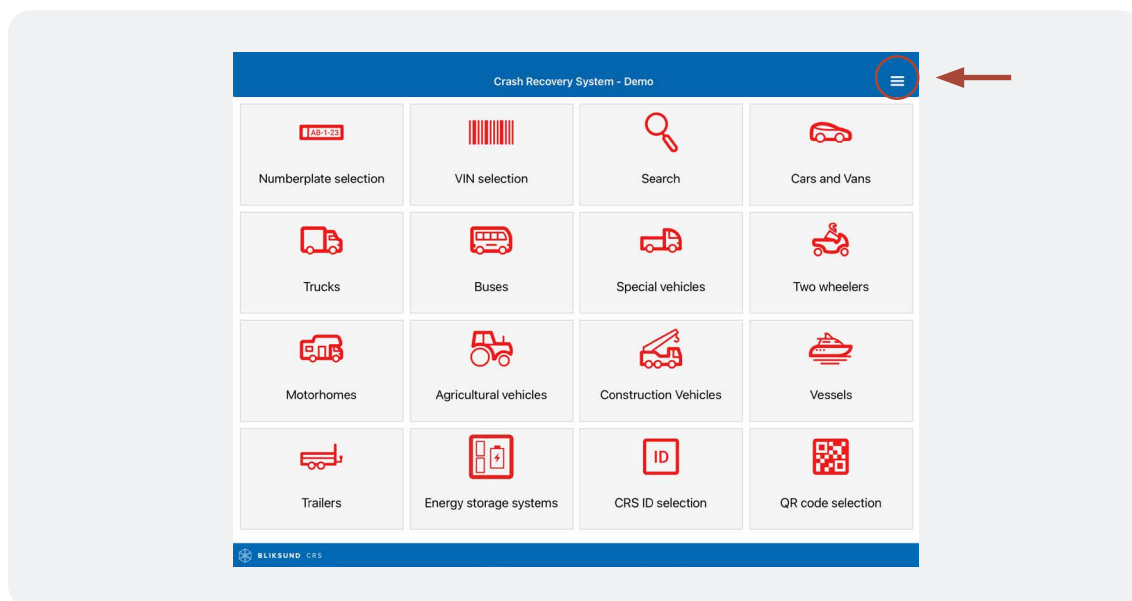 Crash Recovery System - Demo
AB-1-23
Numberplate selection
VIN selection
Search
Cars and Vans
Trucks
Buses
Special vehicles
Two wheelers
Motorhomes
Agricultural vehicles
Construction Vehicles
Vessels
ID
Trailers
Energy storage systems
CRS ID selection
QR code selection
BLIKSUND CRS